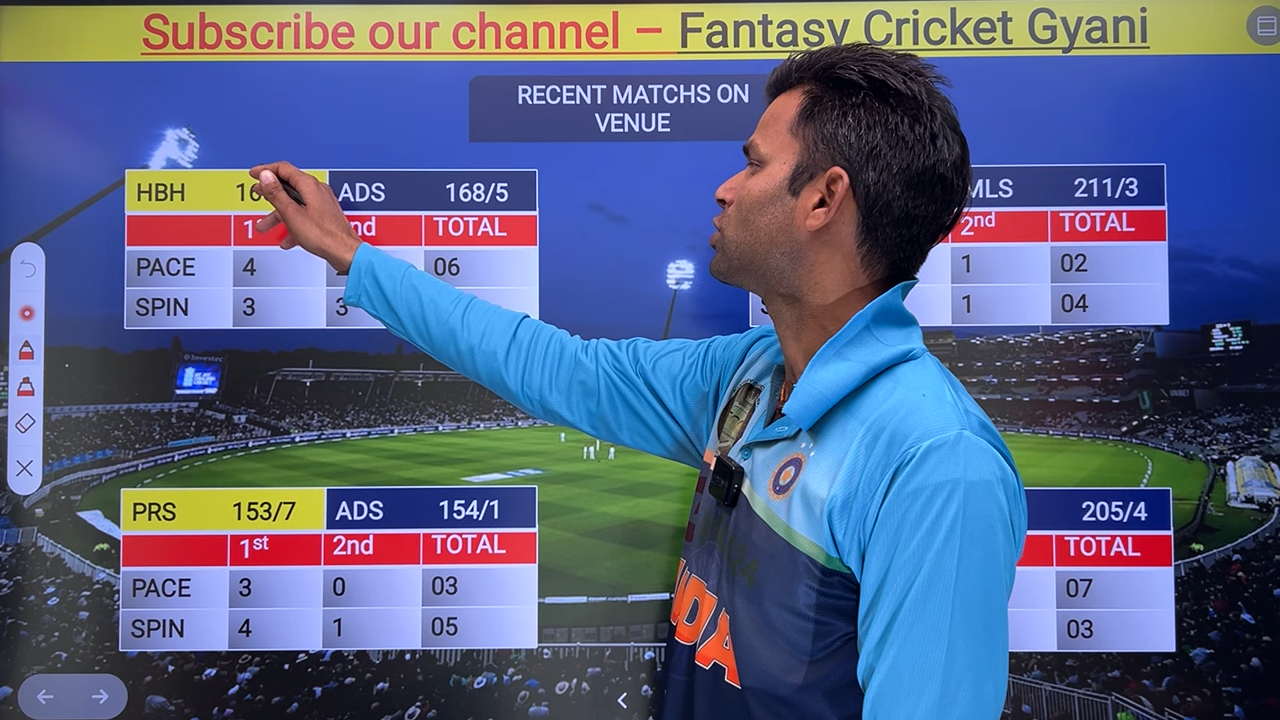 Subscribe our channel – Fantasy Cricket Gyani
RECENT MATCHS ON
VENUE
HBH ADS 168/5
TOTAL
PACE 4 06
SPIN 3 3
MLS 211/3
2nd TOTAL
1 02
1 04
PRS 153/7 ADS 154/1
1st 2nd TOTAL
PACE 3 0 03
SPIN 4 1 05
205/4
TOTAL
07
03